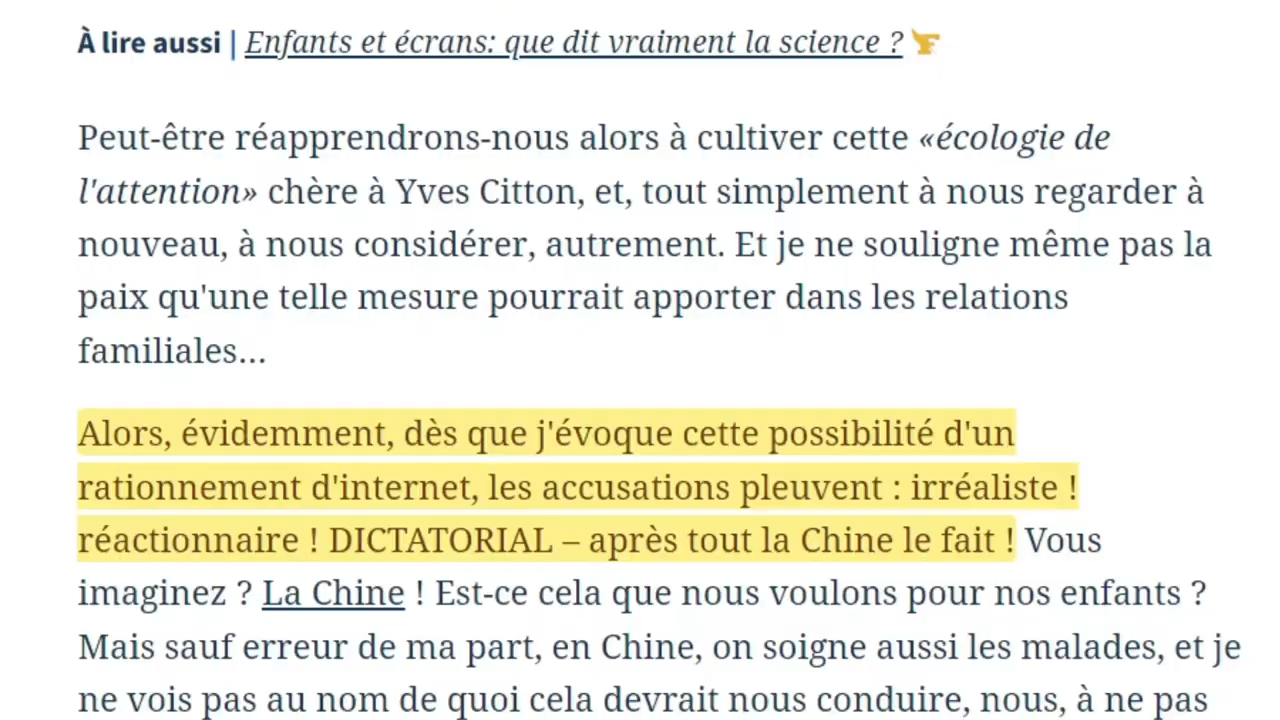 À lire aussi | Enfants et écrans: que dit vraiment la science ?
Peut-être réapprendrons-nous alors à cultiver cette «écologie de
l'attention» chère à Yves Citton, et, tout simplement à nous regarder à
nouveau, à nous considérer, autrement. Et je ne souligne même pas la
paix qu'une telle mesure pourrait apporter dans les relations
familiales...
Alors, évidemment, dès que j'évoque cette possibilité d'un
rationnement d'internet, les accusations pleuvent : irréaliste !
réactionnaire ! DICTATORIAL – après tout la Chine le fait ! Vous
imaginez ? La Chine ! Est-ce cela que nous voulons pour nos enfants ?
Mais sauf erreur de ma part, en Chine, on soigne aussi les malades, et je
ne vois pas au nom de quoi cela devrait nous conduire, nous, à ne pas